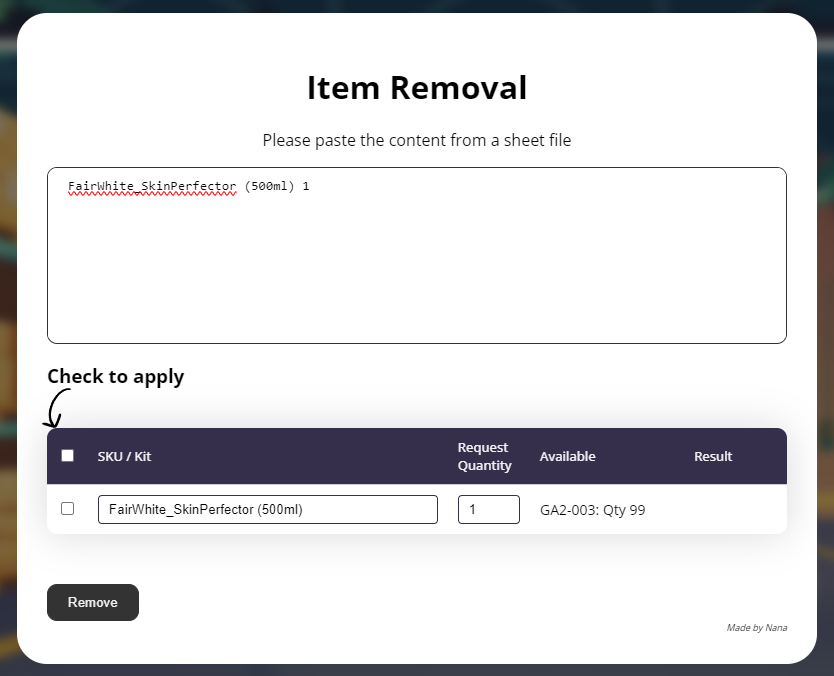 Item Removal
Please paste the content from a sheet file
FairWhite_SkinPerfector (500ml) 1
Check to apply
SKU / Kit
Request
Quantity
Available
Result
FairWhite_SkinPerfector (500ml)
1
GA2-003: Qty 99
Remove
Made by Nana